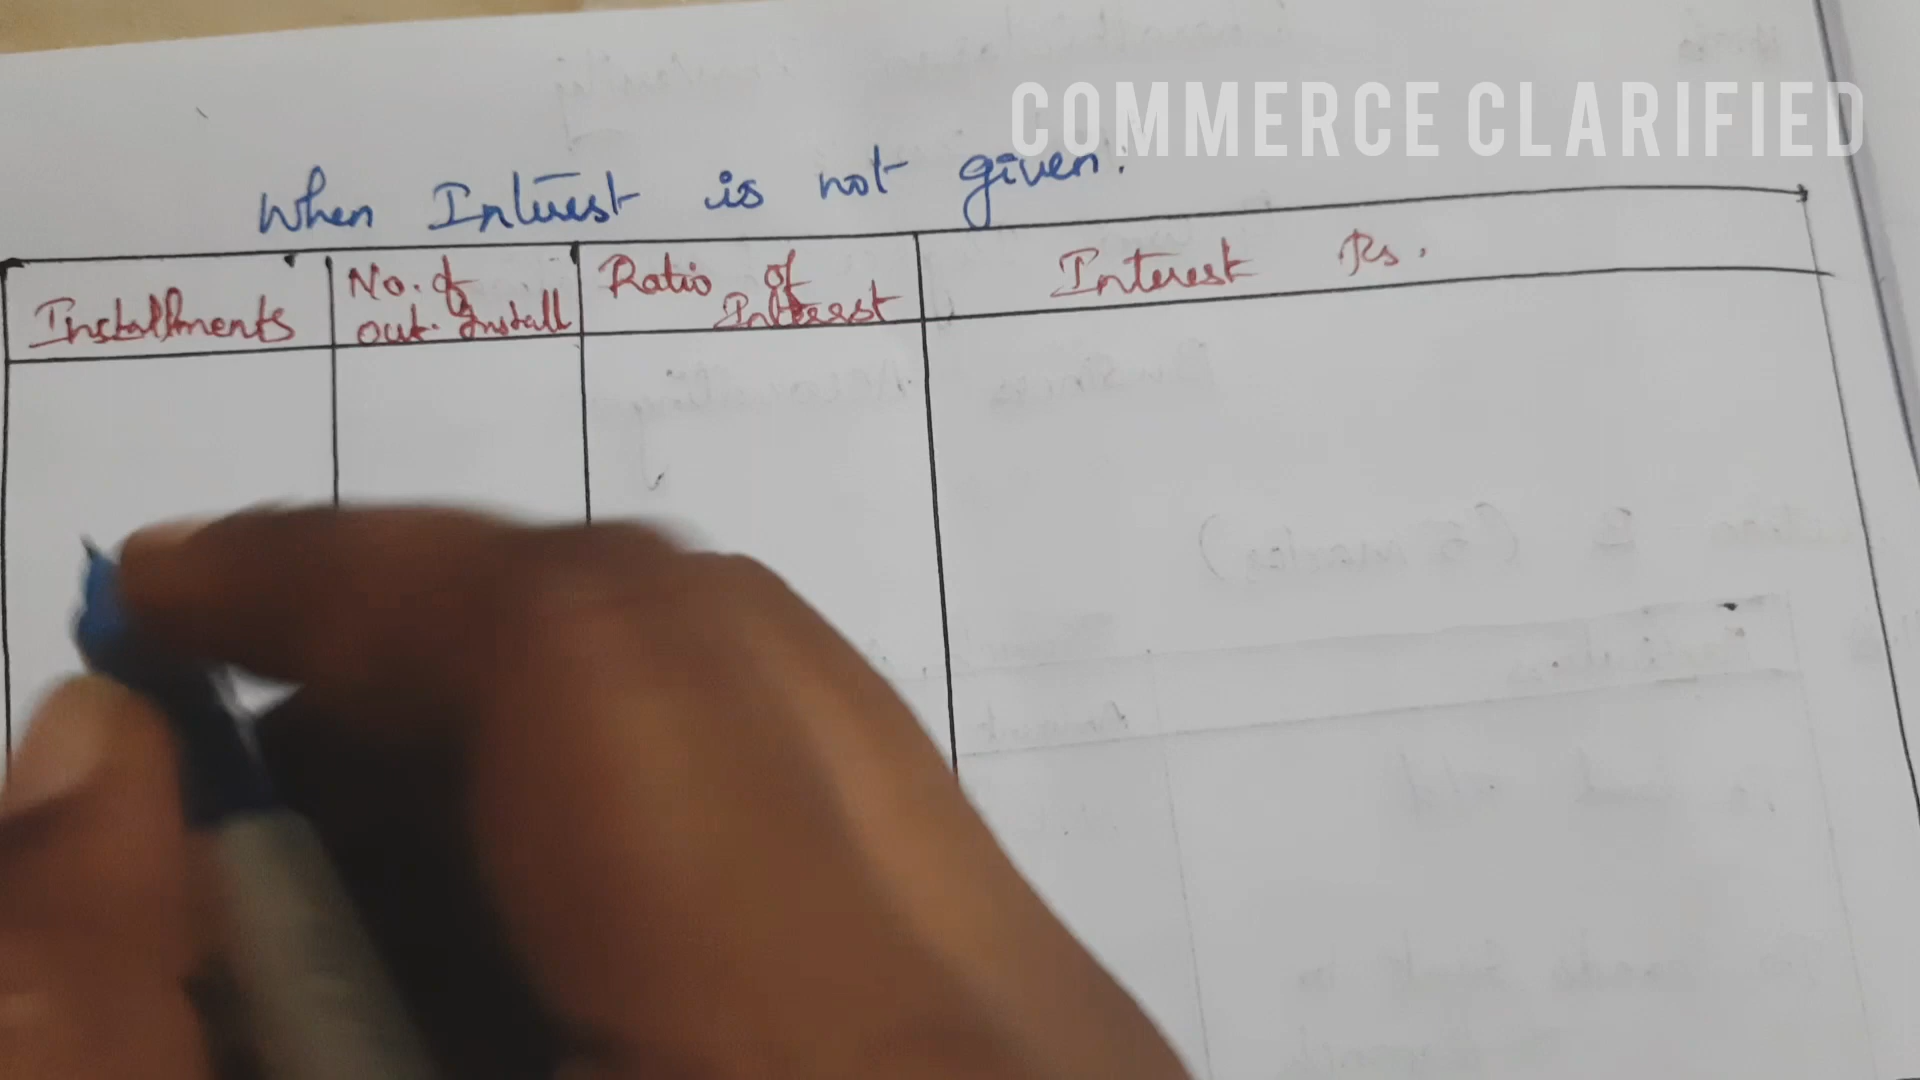 COMMERCE CLARIFIED
When Interest is not given:
Installments
No. of
out. Install
Ratio of
Interest
Interest Rs.